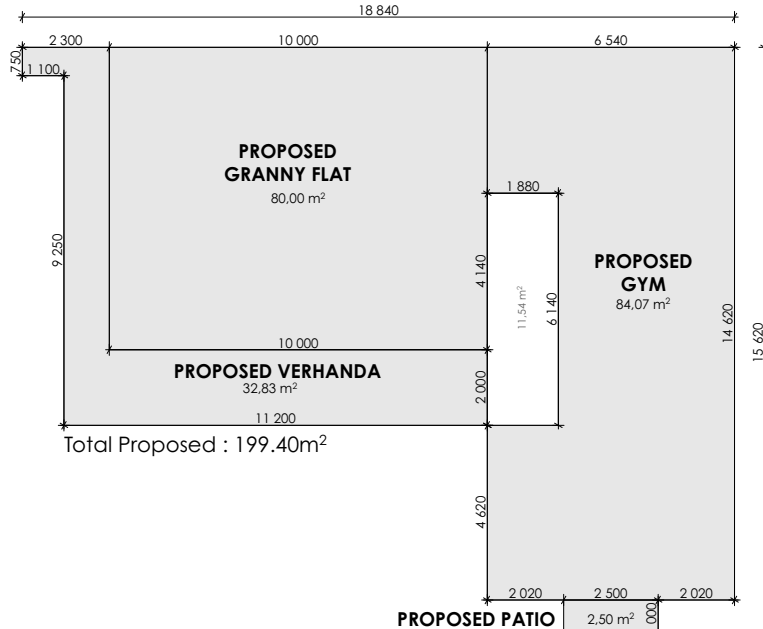 18 840
2 300
10 000
6 540
750
1 100
PROPOSED
GRANNY FLAT
80,00 m²
1 880
9 250
4 140
11,54 m²
6 140
PROPOSED
GYM
84,07 m²
14 620
15 620
10 000
PROPOSED VERHANDA
32,83 m²
2 000
11 200
Total Proposed : 199.40m²
4 620
2 020
2 500
2 020
PROPOSED PATIO
2,50 m²
000